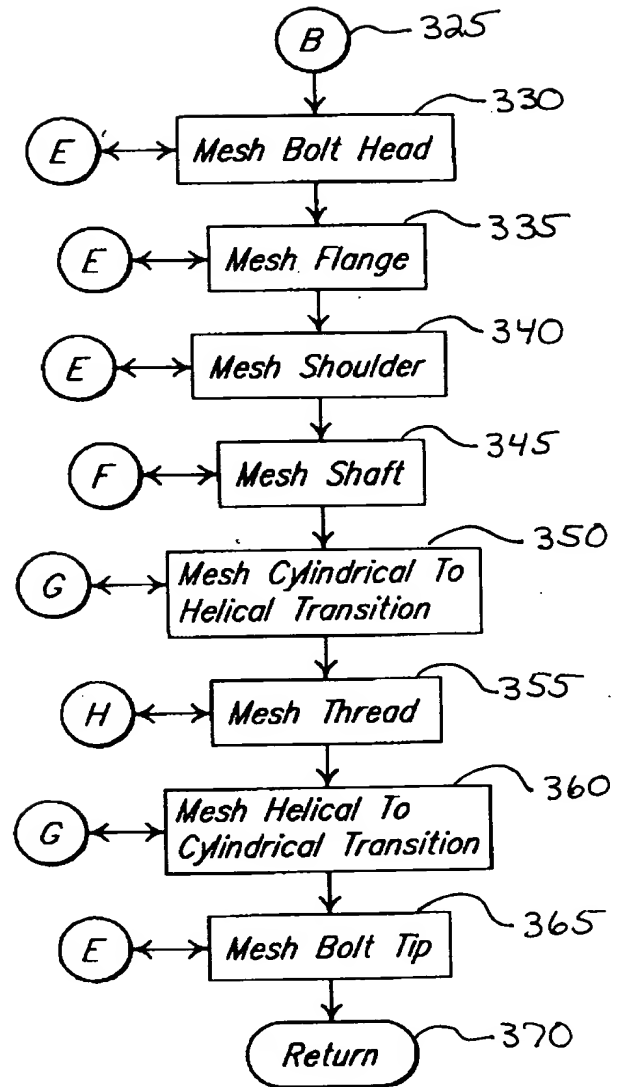 B 325
330
E Mesh Bolt Head
335
E Mesh Flange
340
E Mesh Shoulder
345
F Mesh Shaft
350
G Mesh Cylindrical To
Helical Transition
355
H Mesh Thread
360
G Mesh Helical To
Cylindrical Transition
365
E Mesh Bolt Tip
Return 370